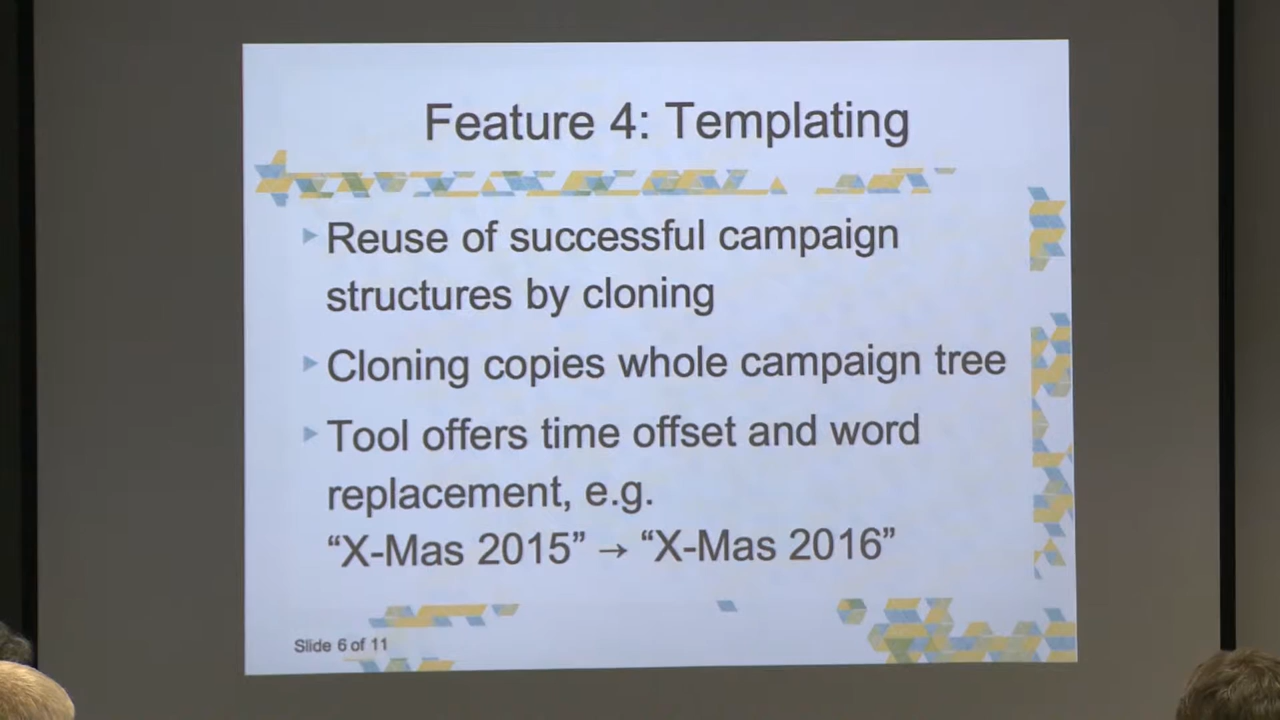 Feature 4: Templating
Reuse of successful campaign
structures by cloning
Cloning copies whole campaign tree
Tool offers time offset and word
replacement, e.g.
“X-Mas 2015” → “X-Mas 2016”
Slide 6 of 11